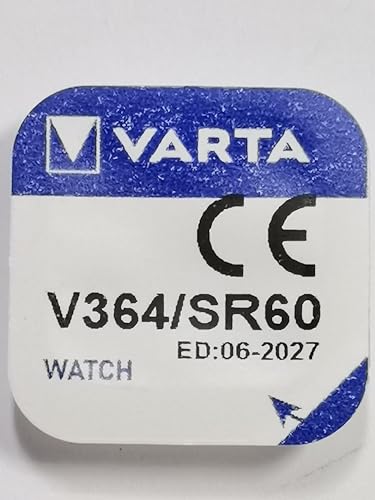 VARTA
CE
V364/SR60
ED:06-2027
WATCH